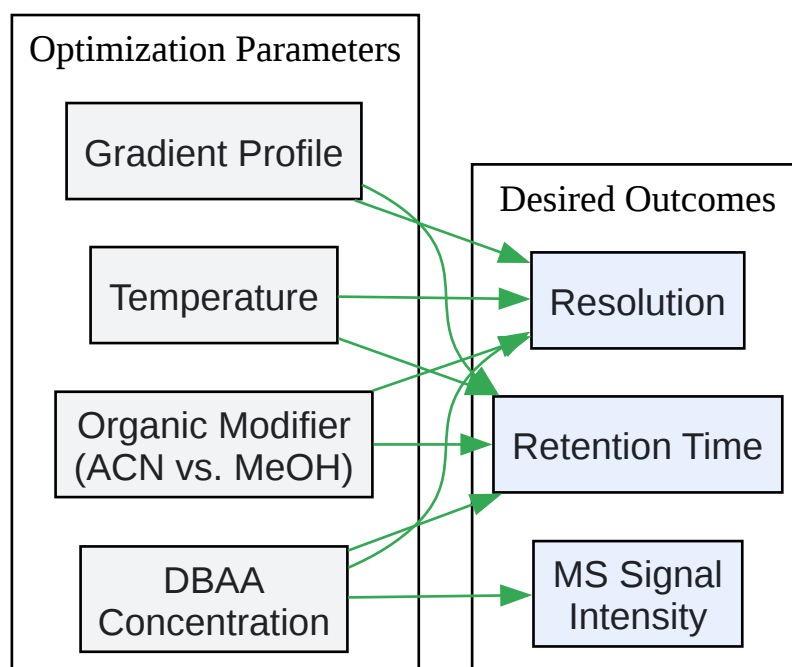 Optimization Parameters
Gradient Profile
Temperature
Organic Modifier
(ACN vs. MeOH)
DBAA
Concentration
Desired Outcomes
Resolution
Retention Time
MS Signal
Intensity